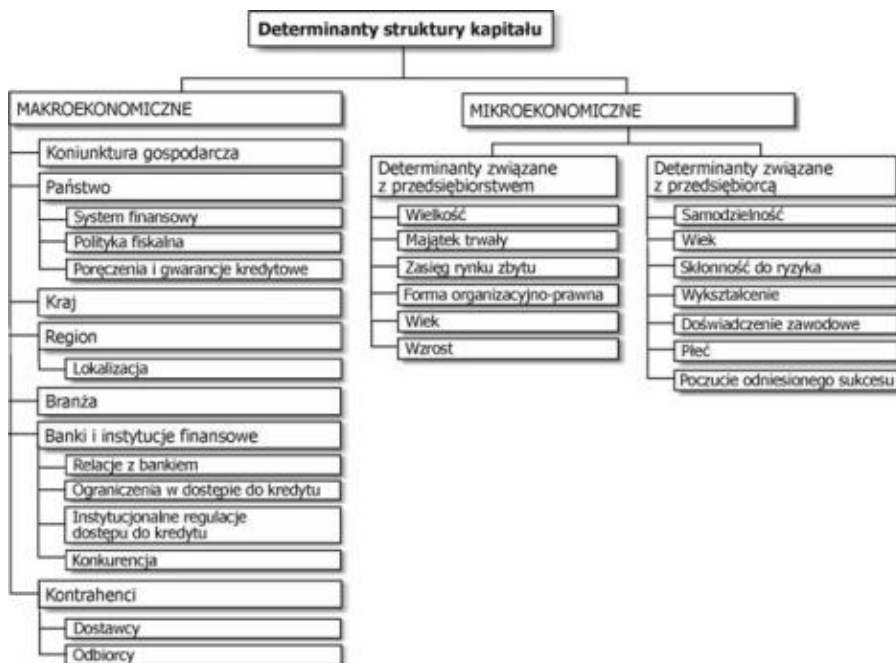 Determinanty struktury kapitału
MAKROEKONOMICZNE
Koniunktura gospodarcza
Państwo
System finansowy
Polityka fiskalna
Poręczenia i gwarancje kredytowe
Kraj
Region
Lokalizacja
Branża
Banki i instytucje finansowe
Relacje z bankiem
Ograniczenia w dostępie do kredytu
Instytucjonalne regulacje
dostępu do kredytu
Konkurencja
Kontrahenci
Dostawcy
Odbiorcy
MIKROEKONOMICZNE
Determinanty związane
z przedsiębiorstwem
Wielkość
Majątek trwały
Zasięg rynku zbytu
Forma organizacyjno-prawna
Wiek
Wzrost
Determinanty związane
z przedsiębiorcą
Samodzielność
Wiek
Skłonność do ryzyka
Wykształcenie
Doświadczenie zawodowe
Płeć
Poczucie odniesionego sukcesu